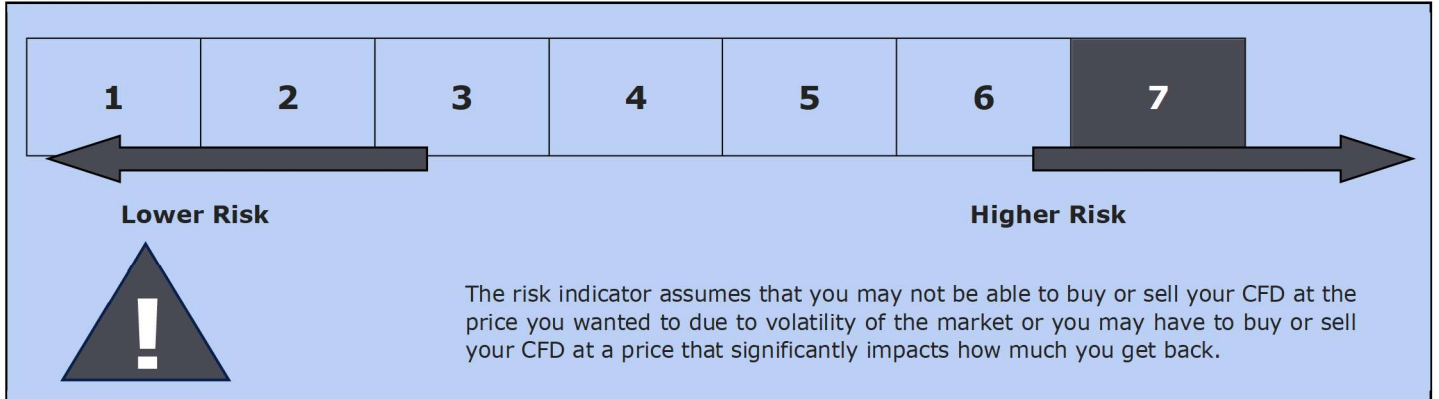 1 2 3 4 5 6 7
Lower Risk Higher Risk
!
The risk indicator assumes that you may not be able to buy or sell your CFD at the
price you wanted to due to volatility of the market or you may have to buy or sell
your CFD at a price that significantly impacts how much you get back.